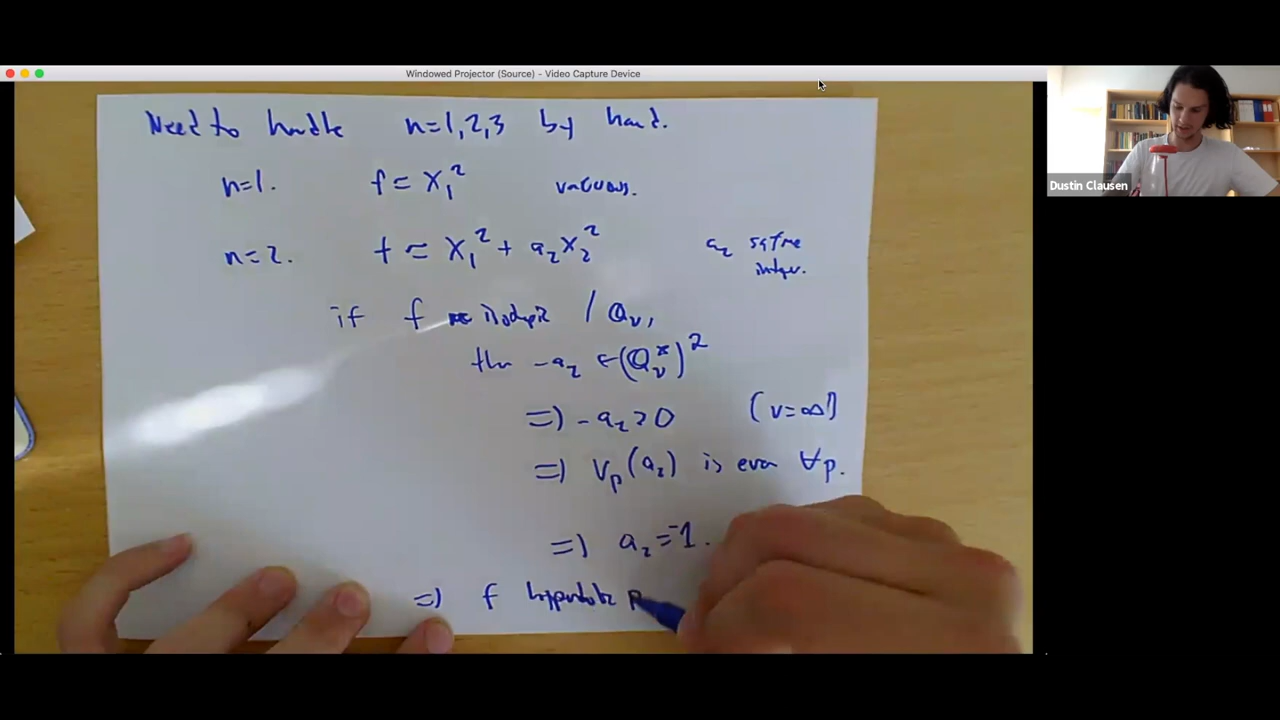 Windowed Projector (Source) - Video Capture Device
Need to handle n=1,2,3 by hand.
n=1. f = X₁² vacuous.
n=2. f = X₁² + a₂X₂² a₂ sqfree
integer.
if f isotropic / ℚᵥ,
then -a₂ ∈ (ℚᵥˣ)²
⇒ -a₂ > 0 (v=∞)
⇒ vₚ(a₂) is even ∀p.
⇒ a₂ = -1.
⇒ f hyperbolic
Dustin Clausen